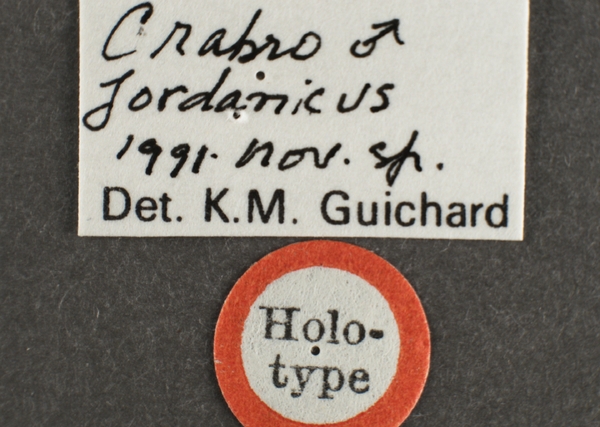 Crabro ♂
Jordanicus
1991. nov. sp.
Det. K.M. Guichard
Holo-
type